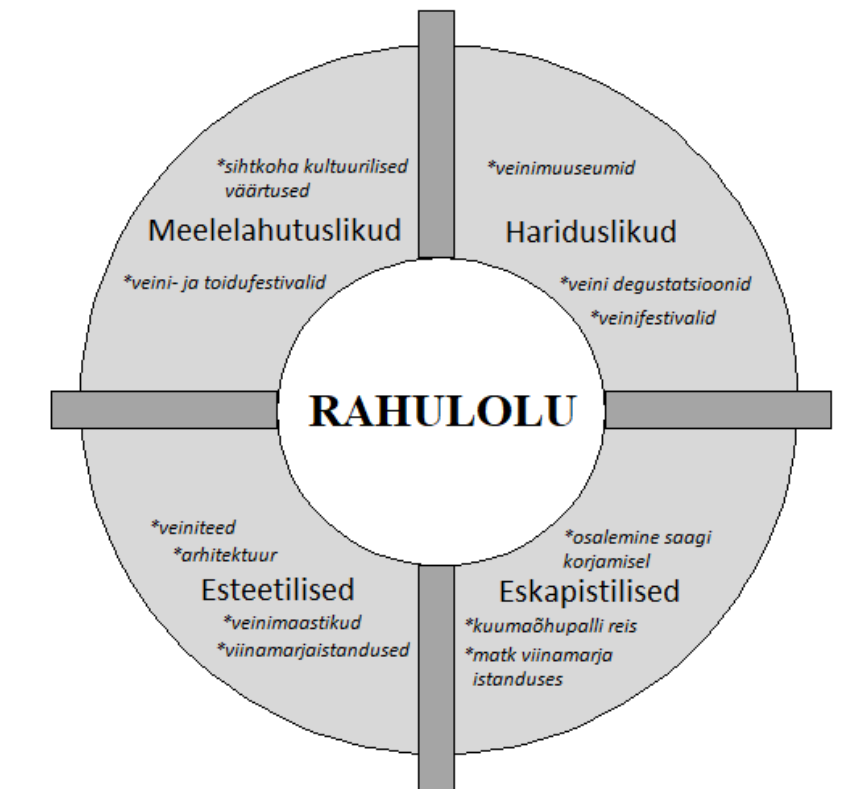 *sihtkoha kultuurilised
väärtused
Meelelahutuslikud
*veini- ja toidufestivalid
*veinimuuseumid
Hariduslikud
*veini degustatsioonid
*veinifestivalid
RAHULOLU
*veiniteed
*arhitektuur
Esteetilised
*veinimaastikud
*viinamarjaistandused
*osalemine saagi
korjamisel
Eskapistilised
*kuumaõhupalli reis
*matk viinamarja
istanduses